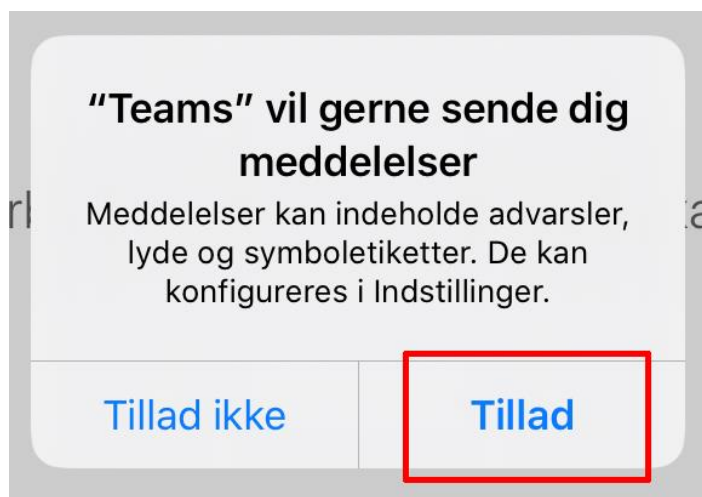 “Teams” vil gerne sende dig
meddelelser
Meddelelser kan indeholde advarsler,
lyde og symboletiketter. De kan
konfigureres i Indstillinger.
Tillad ikke
Tillad